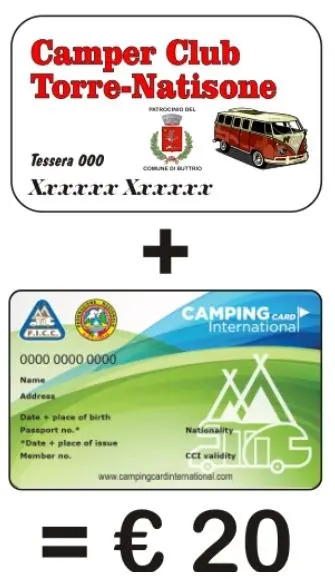 Camper Club
Torre-Natisone
PATROCINIO DEL
COMUNE DI BUTTRIO
Tessera 000
Xxxxxx Xxxxxx
+
F.I.C.C.
CAMPING CARD
International
0000 0000 0000
Name
Address
Date + place of birth
Passport no.*
Nationality
*Date + place of issue
Member no.
CCI validity
www.campingcardinternational.com
= € 20